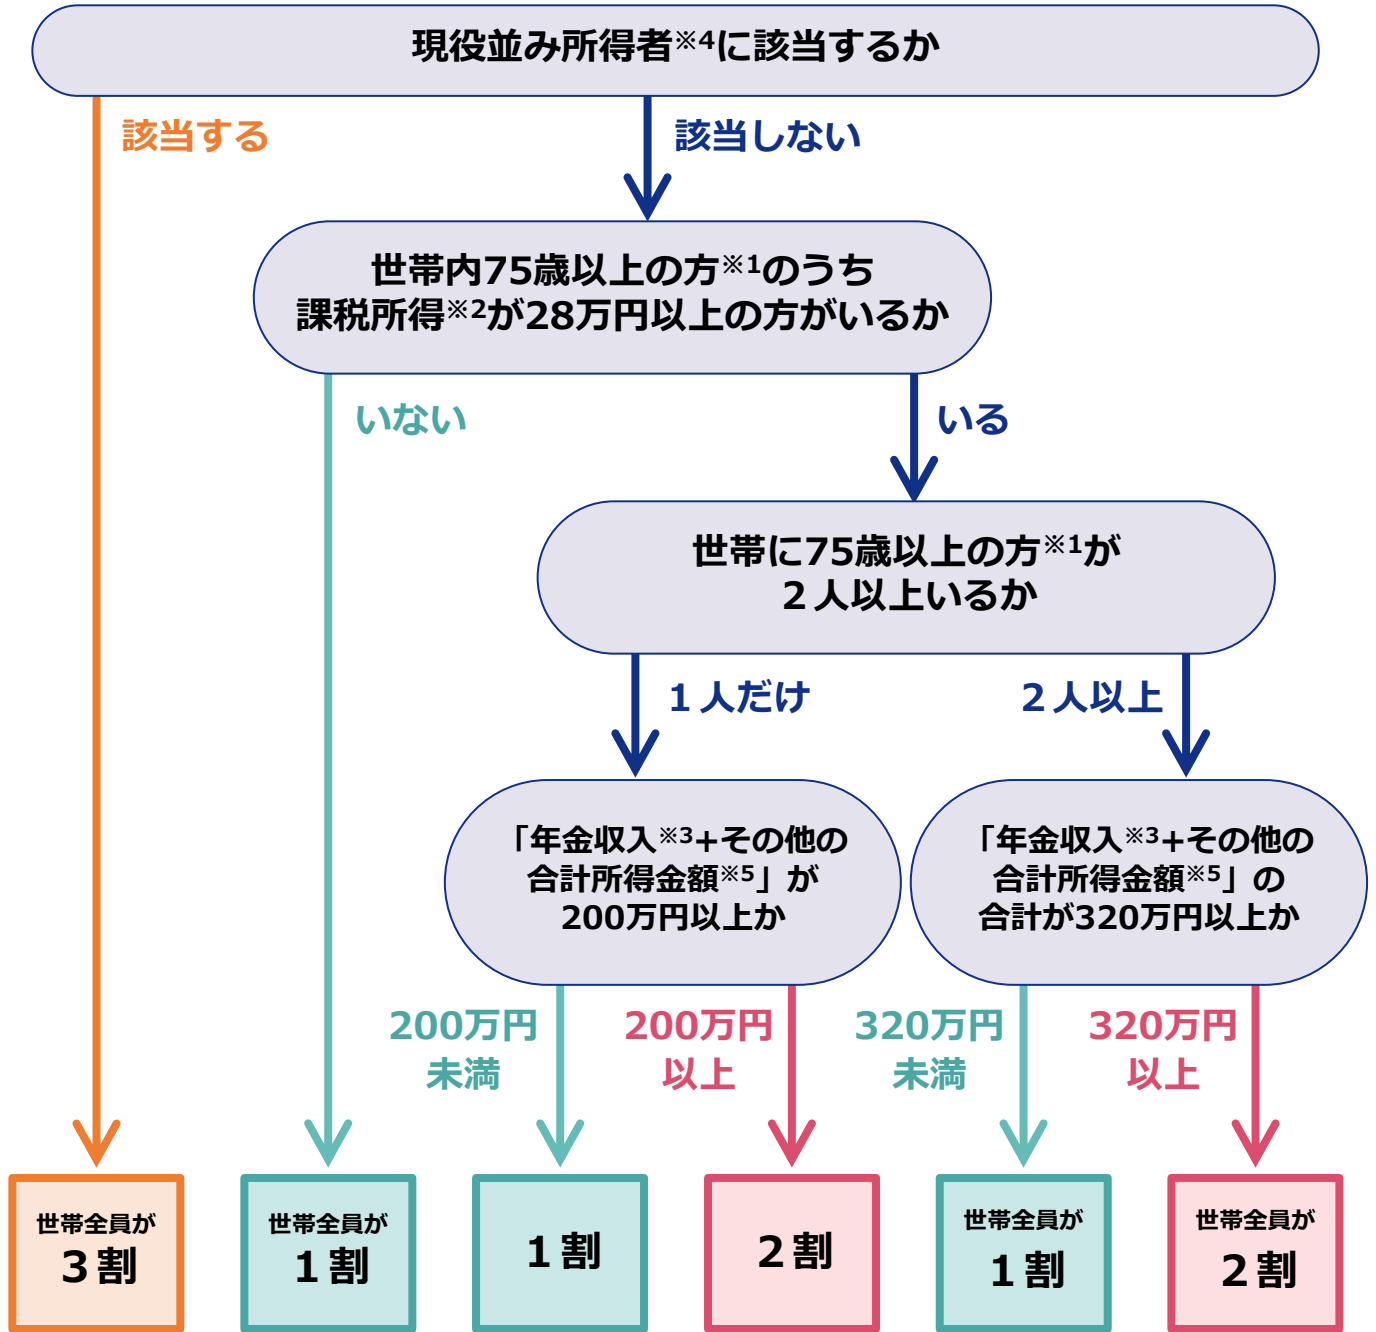 現役並み所得者※4に該当するか
該当する
該当しない
世帯内75歳以上の方※1のうち
課税所得※2が28万円以上の方がいるか
いない
いる
世帯に75歳以上の方※1が
２人以上いるか
１人だけ
２人以上
「年金収入※3+その他の
合計所得金額※5」が
200万円以上か
「年金収入※3+その他の
合計所得金額※5」の
合計が320万円以上か
200万円
未満
200万円
以上
320万円
未満
320万円
以上
世帯全員が
３割
世帯全員が
１割
１割
２割
世帯全員が
１割
世帯全員が
２割